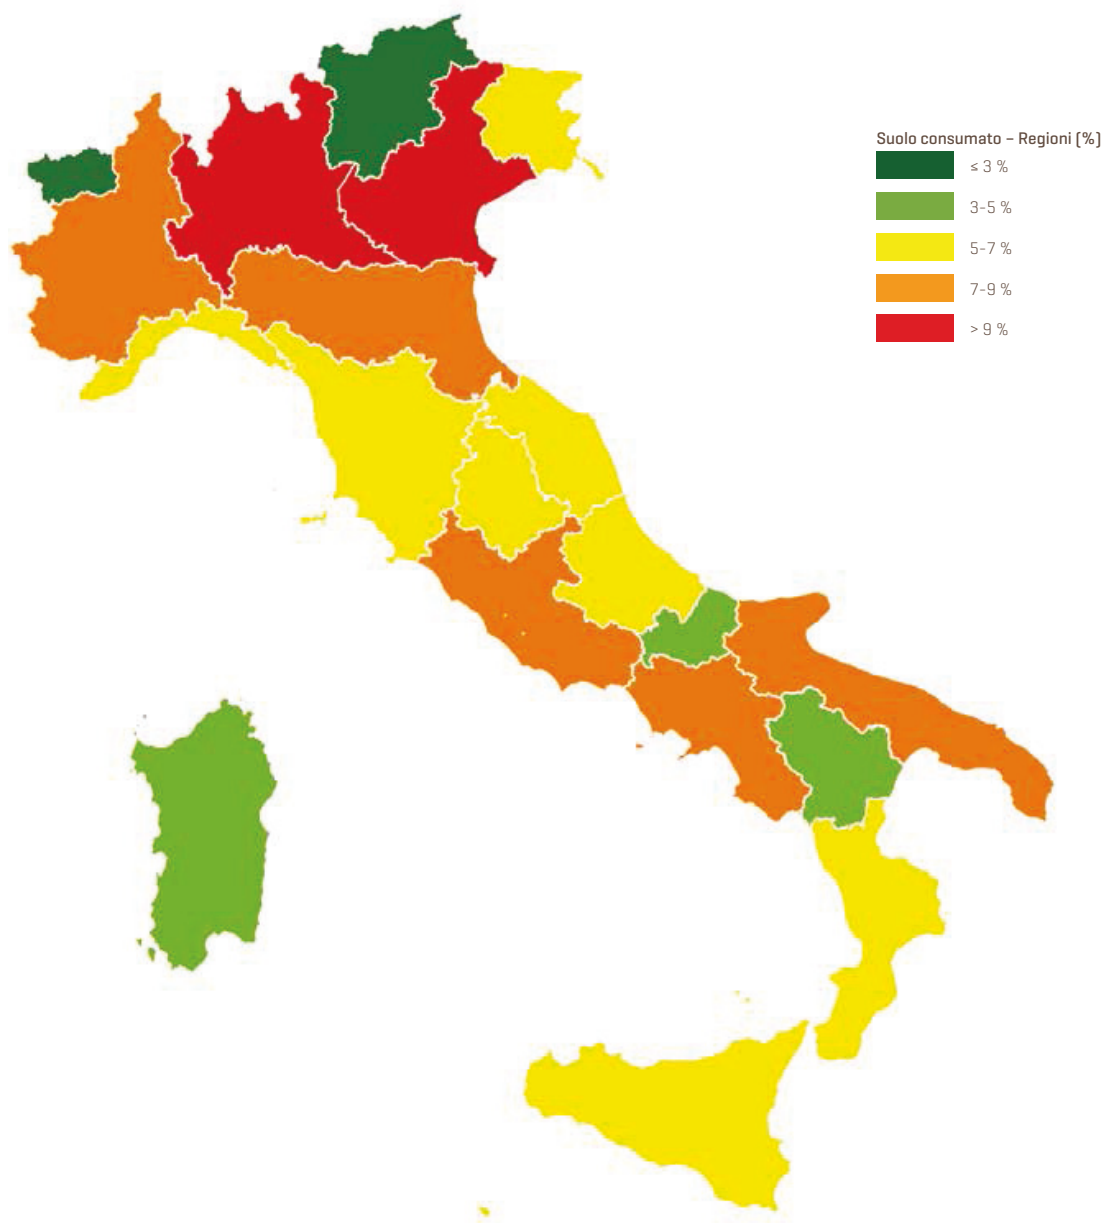 Suolo consumato – Regioni (%)
≤ 3 %
3-5 %
5-7 %
7-9 %
> 9 %